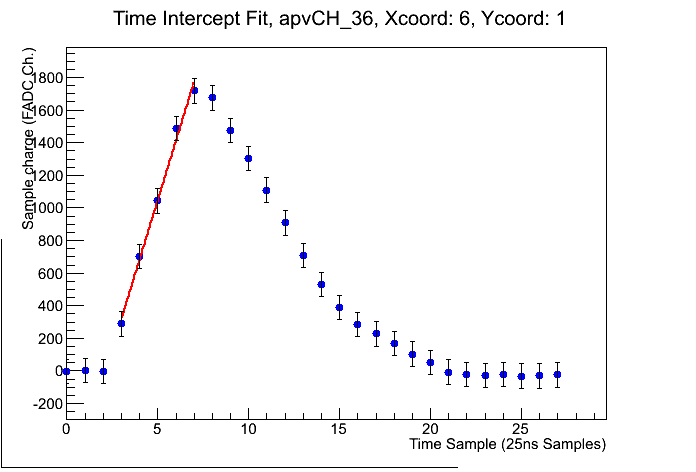 Time Intercept Fit, apvCH_36, Xcoord: 6, Ycoord: 1
Sample charge (FADC Ch.)
1800
1600
1400
1200
1000
800
600
400
200
0
-200
0 5 10 15 20 25
Time Sample (25ns Samples)